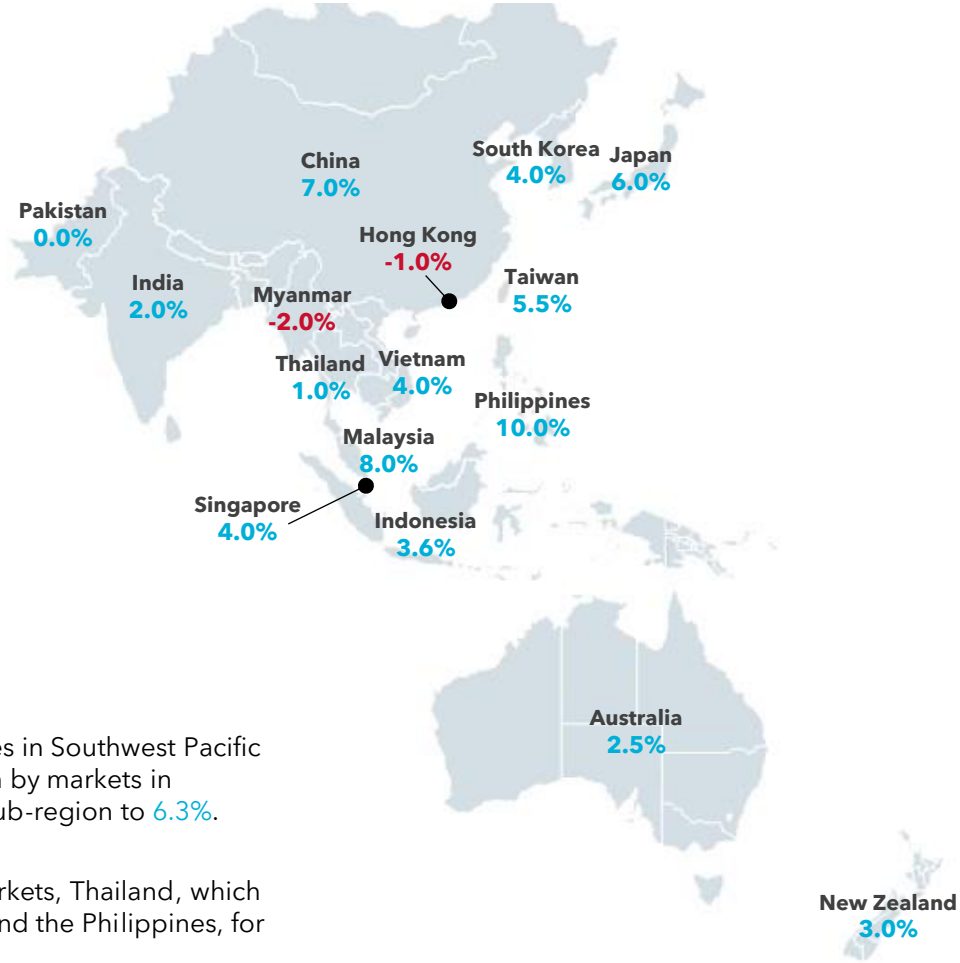 China
7.0%
South Korea
4.0%
Japan
6.0%
Pakistan
0.0%
Hong Kong
-1.0%
India
2.0%
Myanmar
-2.0%
Taiwan
5.5%
Thailand
1.0%
Vietnam
4.0%
Philippines
10.0%
Malaysia
8.0%
Singapore
4.0%
Indonesia
3.6%
Australia
2.5%
in Southwest Pacific
by markets in
ub-region to 6.3%.
rkets, Thailand, which
nd the Philippines, for
New Zealand
3.0%